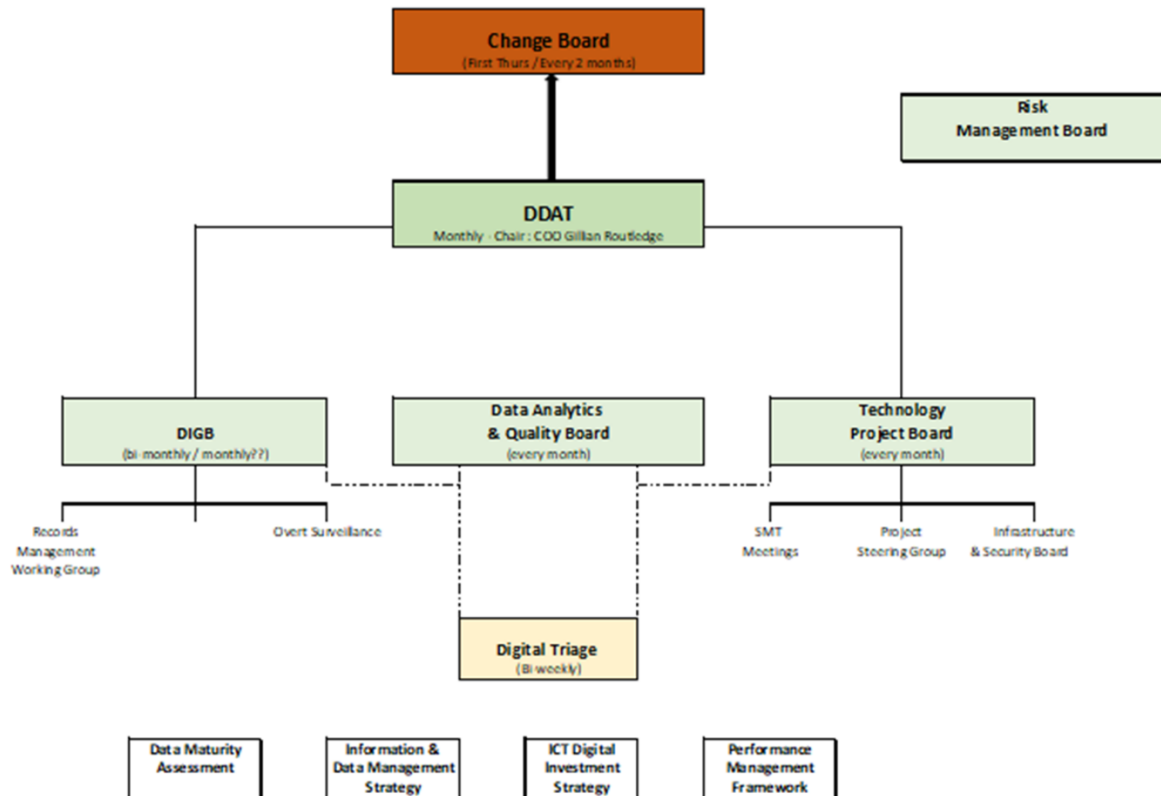 Change Board
(First Thurs / Every 2 months)
Risk
Management Board
DDAT
Monthly - Chair : COO Gillian Routledge
DIGB
(bi-monthly / monthly??)
Data Analytics
& Quality Board
(every month)
Technology
Project Board
(every month)
Records
Management
Working Group
Overt Surveillance
SMT
Meetings
Project
Steering Group
Infrastructure
& Security Board
Digital Triage
(Bi-weekly)
Data Maturity
Assessment
Information &
Data Management
Strategy
ICT Digital
Investment
Strategy
Performance
Management
Framework